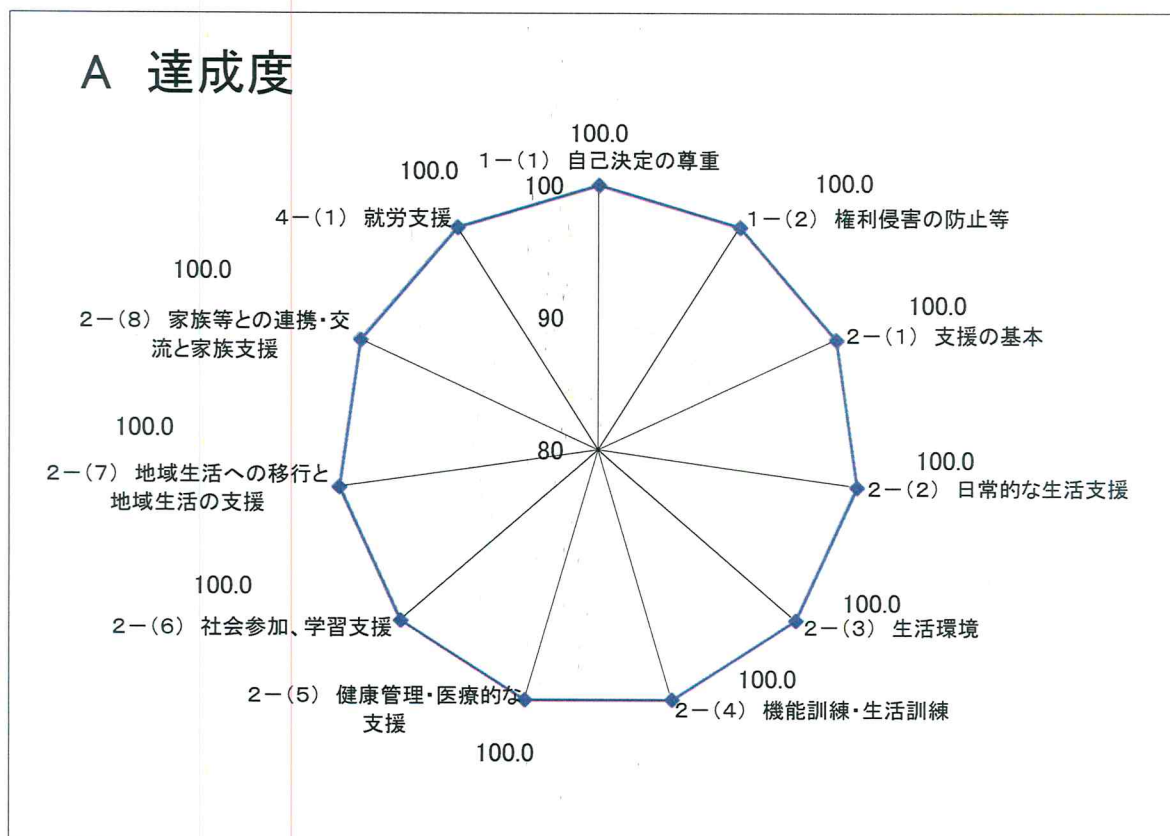 A 達成度
100.0
1－(1) 自己決定の尊重
100
90
80
100.0
1－(2) 権利侵害の防止等
100.0
2－(1) 支援の基本
100.0
2－(2) 日常的な生活支援
100.0
2－(3) 生活環境
100.0
2－(4) 機能訓練・生活訓練
2－(5) 健康管理・医療的な
支援
100.0
100.0
2－(6) 社会参加、学習支援
100.0
2－(7) 地域生活への移行と
地域生活の支援
100.0
2－(8) 家族等との連携・交
流と家族支援
100.0
4－(1) 就労支援